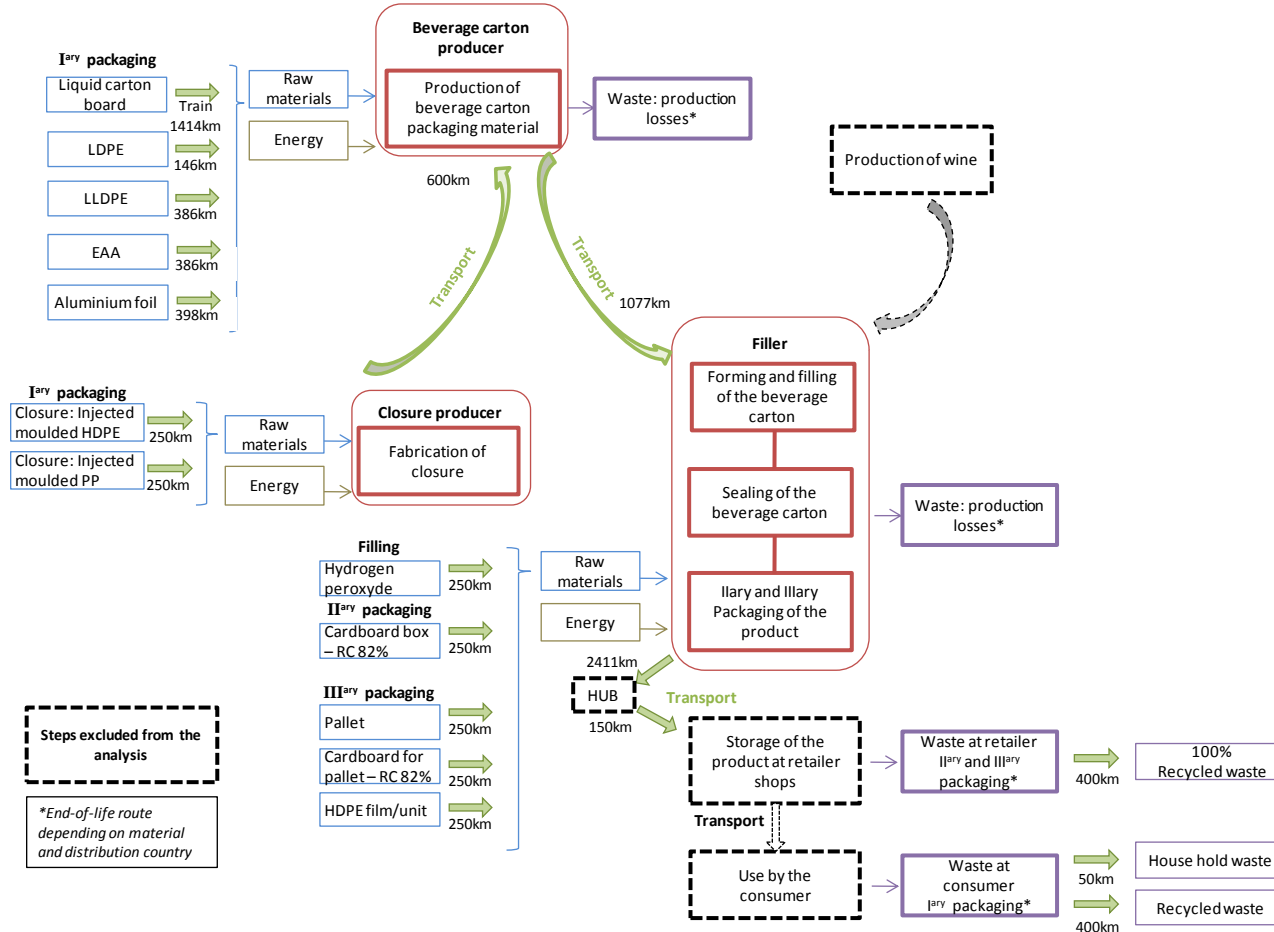 Beverage carton
producer
Production of
beverage carton
packaging material
Iary packaging
Liquid carton
board
Train
1414km
LDPE
146km
LLDPE
386km
EAA
386km
Aluminium foil
398km
Raw
materials
Energy
Waste: production
losses*
Production of wine
600km
Transport
Transport
1077km
Iary packaging
Closure: Injected
moulded HDPE
250km
Closure: Injected
moulded PP
250km
Raw
materials
Energy
Closure producer
Fabrication of
closure
Filler
Forming and filling
of the beverage
carton
Sealing of the
beverage carton
IIary and IIIary
Packaging of the
product
Waste: production
losses*
Filling
Hydrogen
peroxyde
250km
IIary packaging
Cardboard box
– RC 82%
250km
IIIary packaging
Pallet
250km
Cardboard for
pallet – RC 82%
250km
HDPE film/unit
250km
Raw
materials
Energy
2411km
HUB
Transport
150km
Storage of the
product at retailer
shops
Waste at retailer
IIary and IIIary
packaging*
400km
100%
Recycled waste
Transport
Use by the
consumer
Waste at
consumer
Iary packaging*
50km
House hold waste
400km
Recycled waste
Steps excluded from the
analysis
*End-of-life route
depending on material
and distribution country